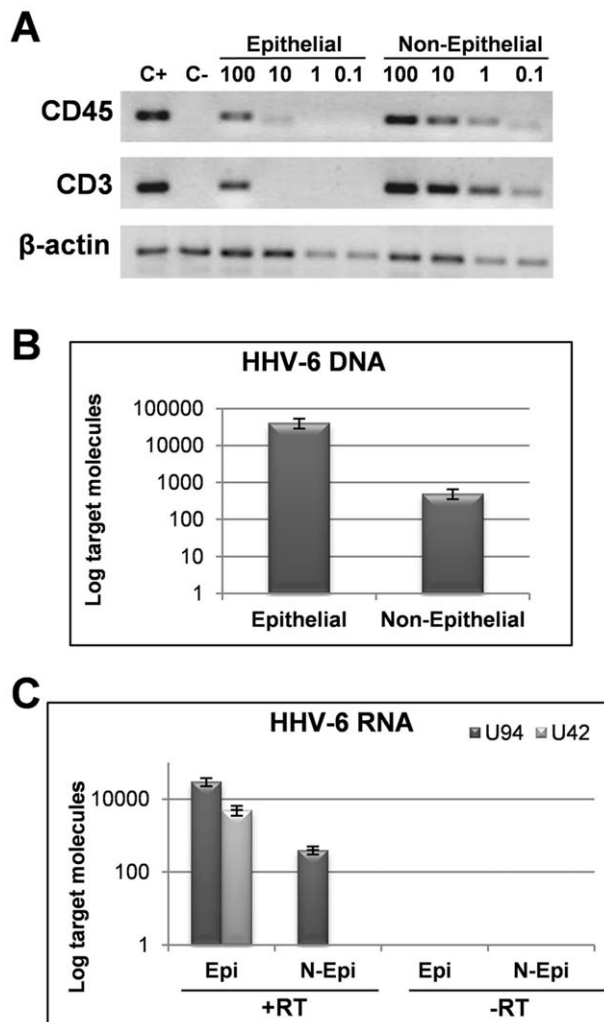 A
Epithelial Non-Epithelial
C+ C- 100 10 1 0.1 100 10 1 0.1
CD45
CD3
β-actin
B
HHV-6 DNA
Log target molecules
100000
10000
1000
100
10
1
Epithelial Non-Epithelial
C
HHV-6 RNA
U94 U42
Log target molecules
10000
100
1
Epi N-Epi Epi N-Epi
+RT -RT